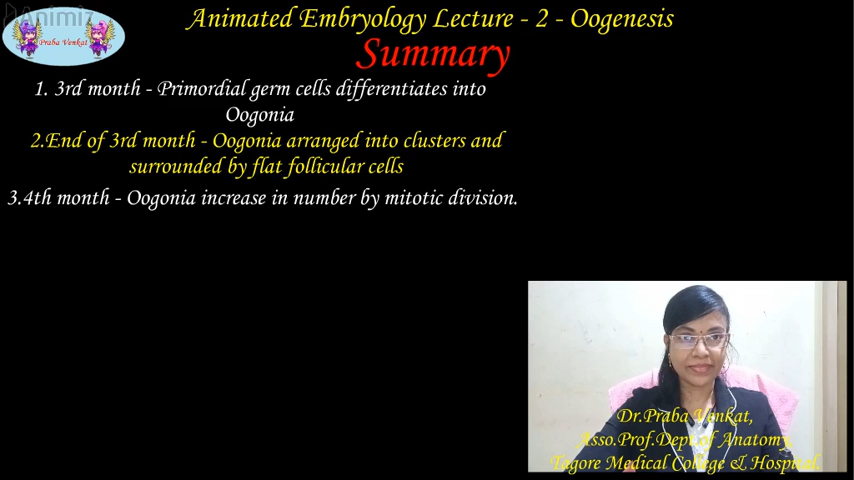 Animiz
Praba Venkat
Animated Embryology Lecture - 2 - Oogenesis
Summary
1. 3rd month - Primordial germ cells differentiates into
Oogonia
2.End of 3rd month - Oogonia arranged into clusters and
surrounded by flat follicular cells
3.4th month - Oogonia increase in number by mitotic division.
Dr.Praba Venkat,
Asso.Prof.Dept of Anatomy,
Tagore Medical College & Hospital.